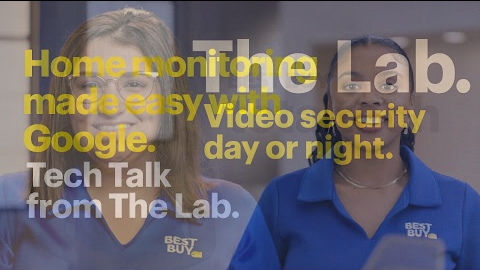 Home monitoring
made easy with
Google.
Tech Talk
from The Lab.
The Lab.
Video security
day or night.
BEST
BUY
BEST
BUY